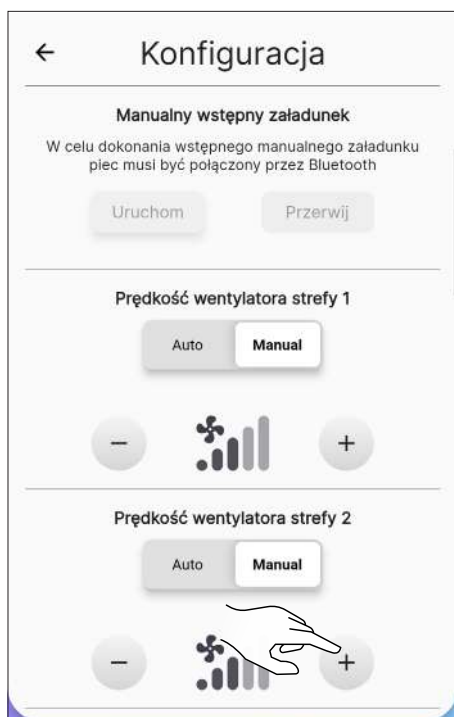 Konfiguracja
Manualny wstępny załadunek
W celu dokonania wstępnego manualnego załadunku
piec musi być połączony przez Bluetooth
Uruchom Przerwij
Prędkość wentylatora strefy 1
Auto Manual
Prędkość wentylatora strefy 2
Auto Manual